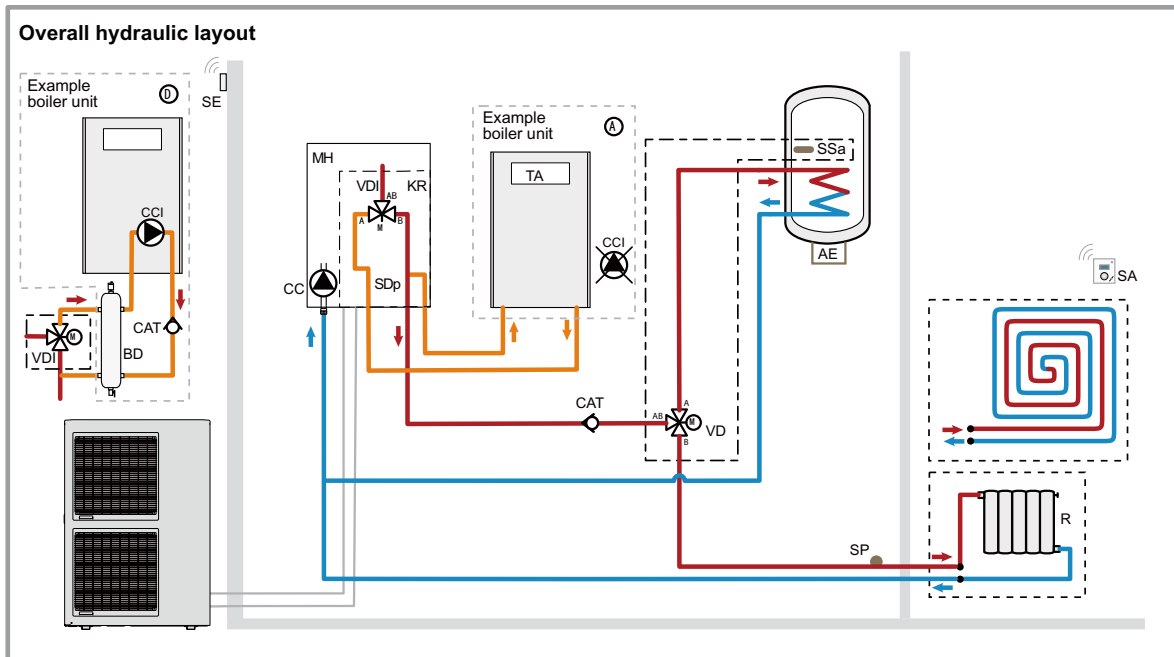 Overall hydraulic layout
Example
boiler unit
D
SE
CCI
CAT
M
VDI
BD
MH
VDI
KR
AB
A
B
M
SDp
CC
Example
boiler unit
A
TA
CCI
SSa
AE
CAT
A
AB
M
B
VD
SA
R
SP